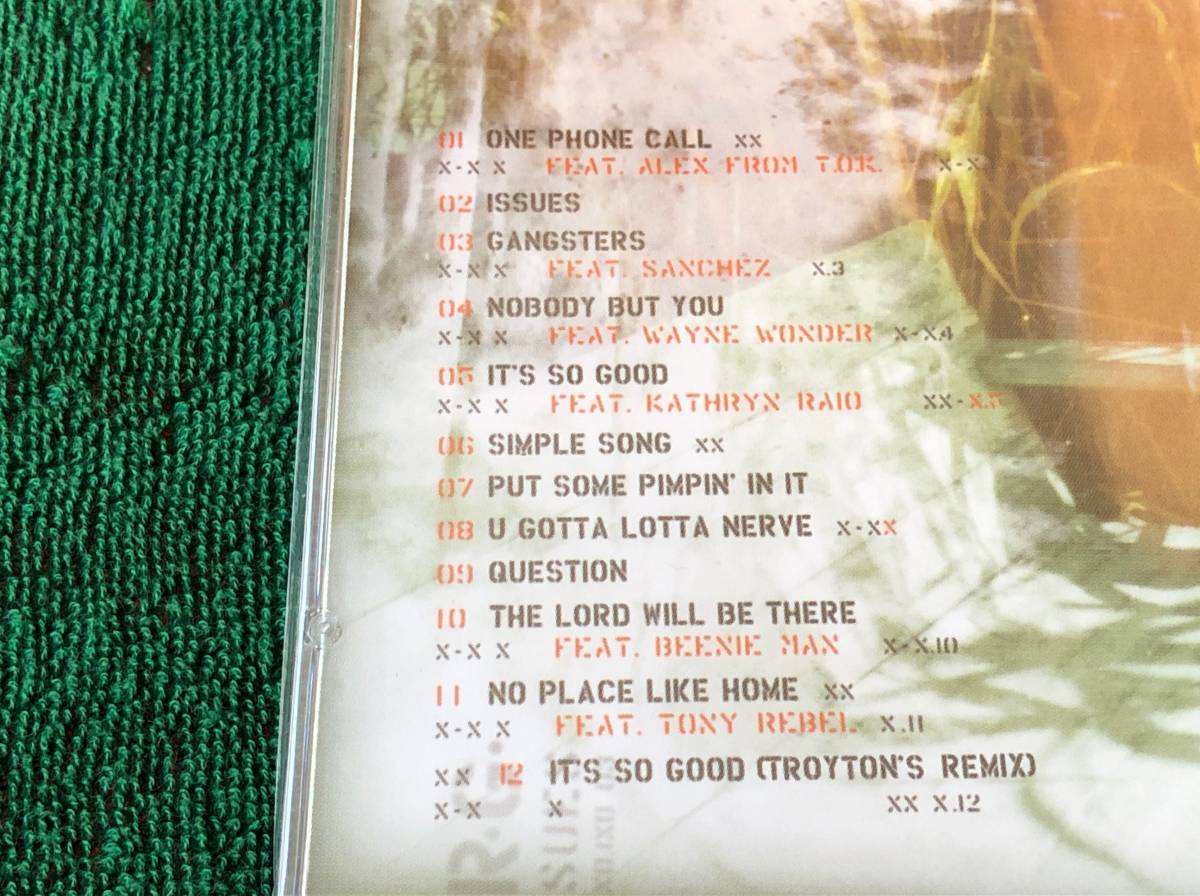 01 ONE PHONE CALL XX
X-X X FEAT. ALEX FROM T.O.K. X-X
02 ISSUES
03 GANGSTERS
X-X X FEAT. SANCHEZ X.3
04 NOBODY BUT YOU
X-X X FEAT. WAYNE WONDER X-X.4
05 IT'S SO GOOD
X-X X FEAT. KATHRYN RAIO XX-X.5
06 SIMPLE SONG XX
07 PUT SOME PIMPIN' IN IT
08 U GOTTA LOTTA NERVE X-XX
09 QUESTION
10 THE LORD WILL BE THERE
X-X X FEAT. BEENIE MAN X-X.10
11 NO PLACE LIKE HOME XX
X-X X FEAT. TONY REBEL X.11
XX 12 IT'S SO GOOD (TROYTON'S REMIX)
X-X X XX X.12